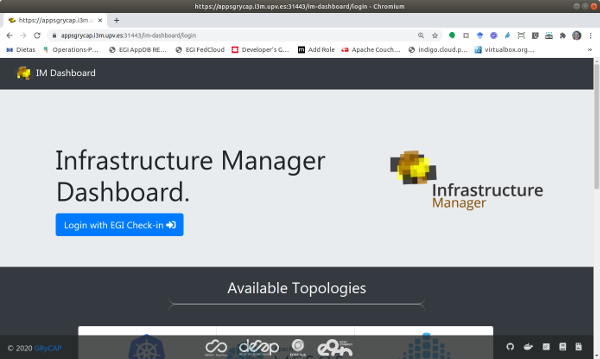 https://appsgrycap.i3m.upv.es:31443/im-dashboard/login - Chromium
https://appsgrycap.i3m.u
appsgrycap.i3m.upv.es:31443/im-dashboard/login
Dietas
Operations-P...
EGI AppDB RE...
EGI FedCloud
Developer's G...
Add Role
Apache Couch...
indigo.cloud.p...
virtualbox.org...
IM Dashboard
Infrastructure Manager
Dashboard.
Infrastructure
Manager
Login with EGI Check-in
Available Topologies
© 2020 GRyCAP
deep